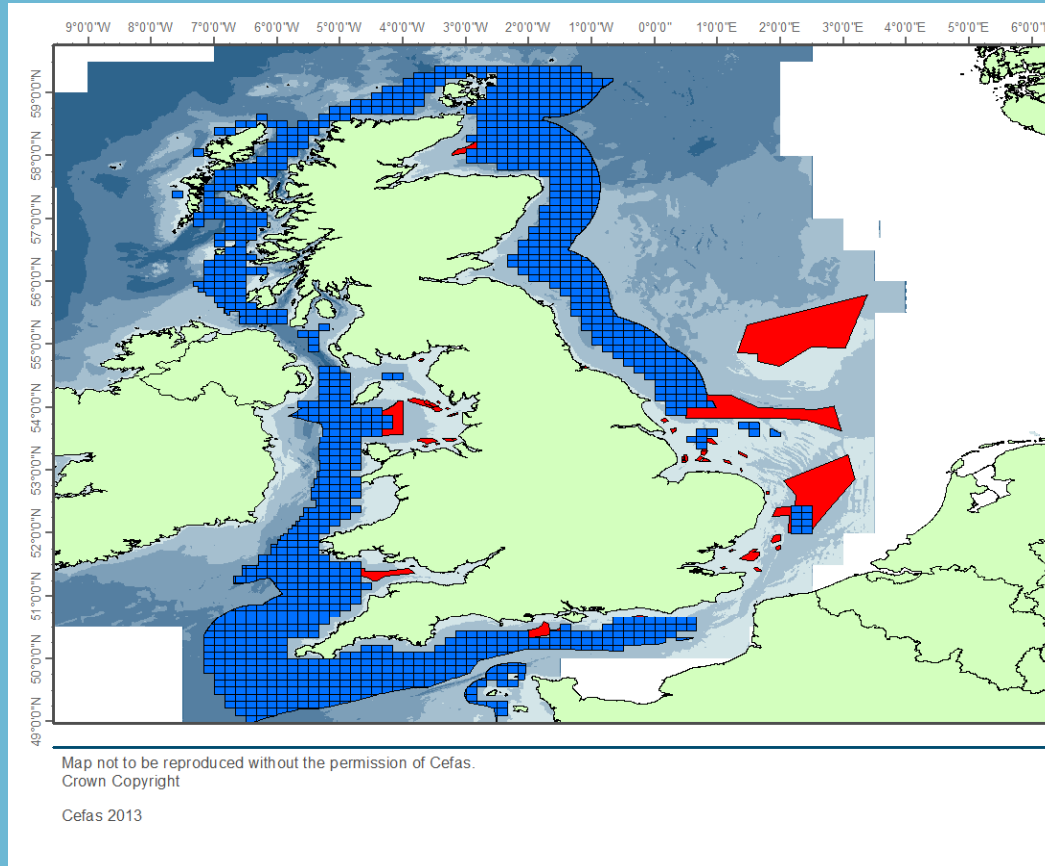 9°0'0"W 8°0'0"W 7°0'0"W 6°0'0"W 5°0'0"W 4°0'0"W 3°0'0"W 2°0'0"W 1°0'0"W 0°0'0" 1°0'0"E 2°0'0"E 3°0'0"E 4°0'0"E 5°0'0"E 6°0'
59°0'0"N
58°0'0"N
57°0'0"N
56°0'0"N
55°0'0"N
54°0'0"N
53°0'0"N
52°0'0"N
51°0'0"N
50°0'0"N
49°0'0"N
Map not to be reproduced without the permission of Cefas.
Crown Copyright
Cefas 2013